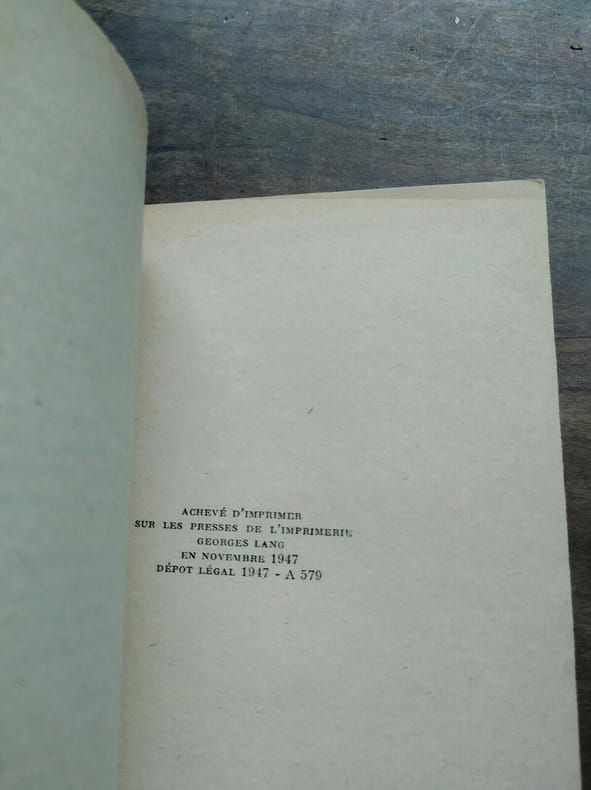 ACHEVÉ D'IMPRIMER
SUR LES PRESSES DE L'IMPRIMERIE
GEORGES LANG
EN NOVEMBRE 1947
DÉPOT LÉGAL 1947 - A 579